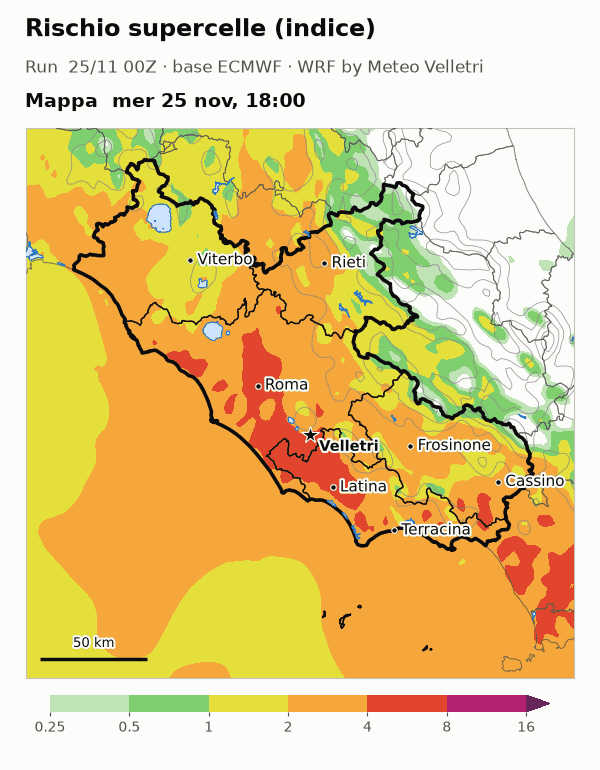 Rischio supercelle (indice)
Run  25/11 00Z · base ECMWF · WRF by Meteo Velletri
Mappa  mer 25 nov, 18:00
Viterbo
Rieti
Roma
Velletri
Frosinone
Latina
Cassino
Terracina
50 km
0.25 0.5 1 2 4 8 16